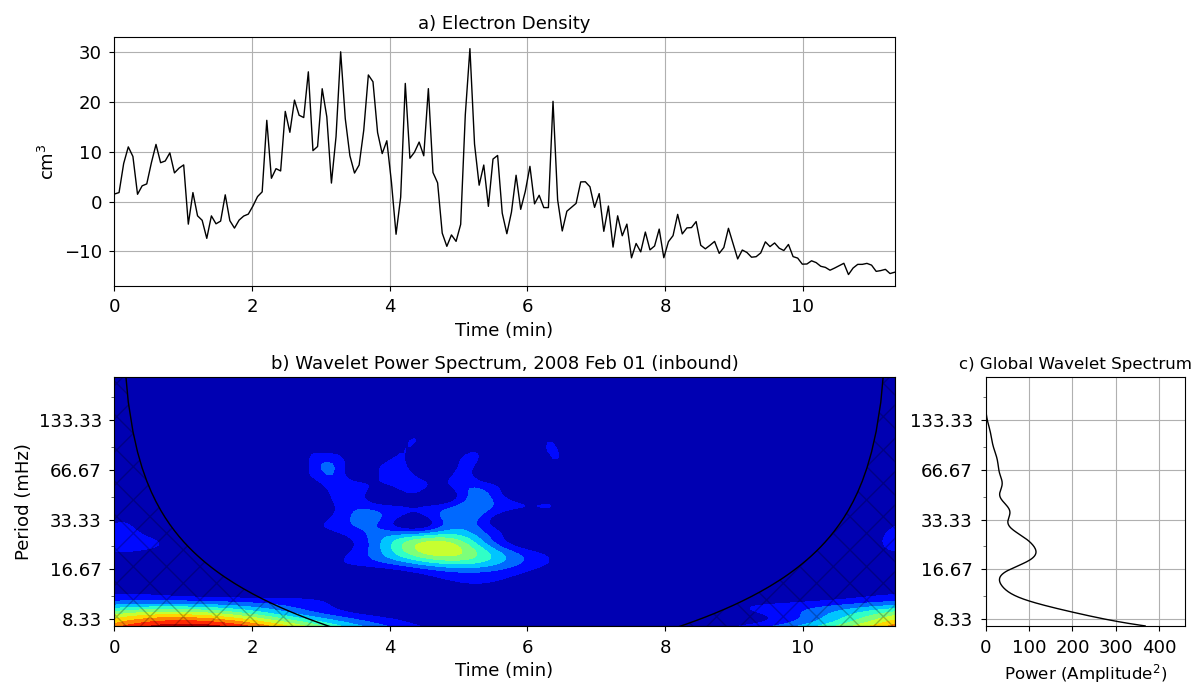 a) Electron Density
30
20
10
0
−10
cm³
0 2 4 6 8 10
Time (min)
b) Wavelet Power Spectrum, 2008 Feb 01 (inbound)
133.33
66.67
33.33
16.67
8.33
Period (mHz)
0 2 4 6 8 10
Time (min)
c) Global Wavelet Spectrum
133.33
66.67
33.33
16.67
8.33
0 100 200 300 400
Power (Amplitude²)